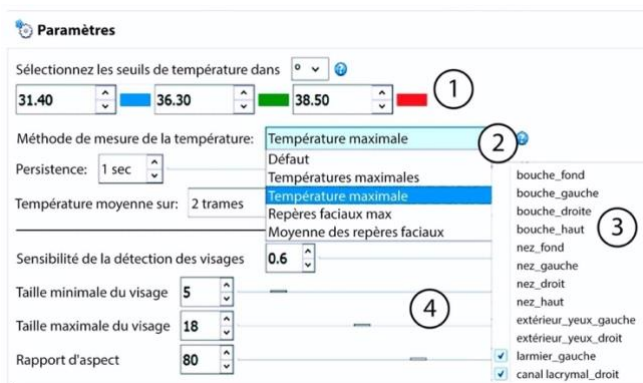 Paramètres
Sélectionnez les seuils de température dans º
31.40 36.30 38.50 1
Méthode de mesure de la température: Température maximale 2
Défaut
Températures maximales
Température maximale
Repères faciaux max
Moyenne des repères faciaux
Persistence: 1 sec
Température moyenne sur: 2 trames
bouche_fond
bouche_gauche
bouche_droite
bouche_haut
nez_fond
nez_gauche
nez_droit
nez_haut
extérieur_yeux_gauche
extérieur_yeux_droit
larmier_gauche
canal lacrymal_droit
3
Sensibilité de la détection des visages 0.6
Taille minimale du visage 5
Taille maximale du visage 18
Rapport d'aspect 80
4